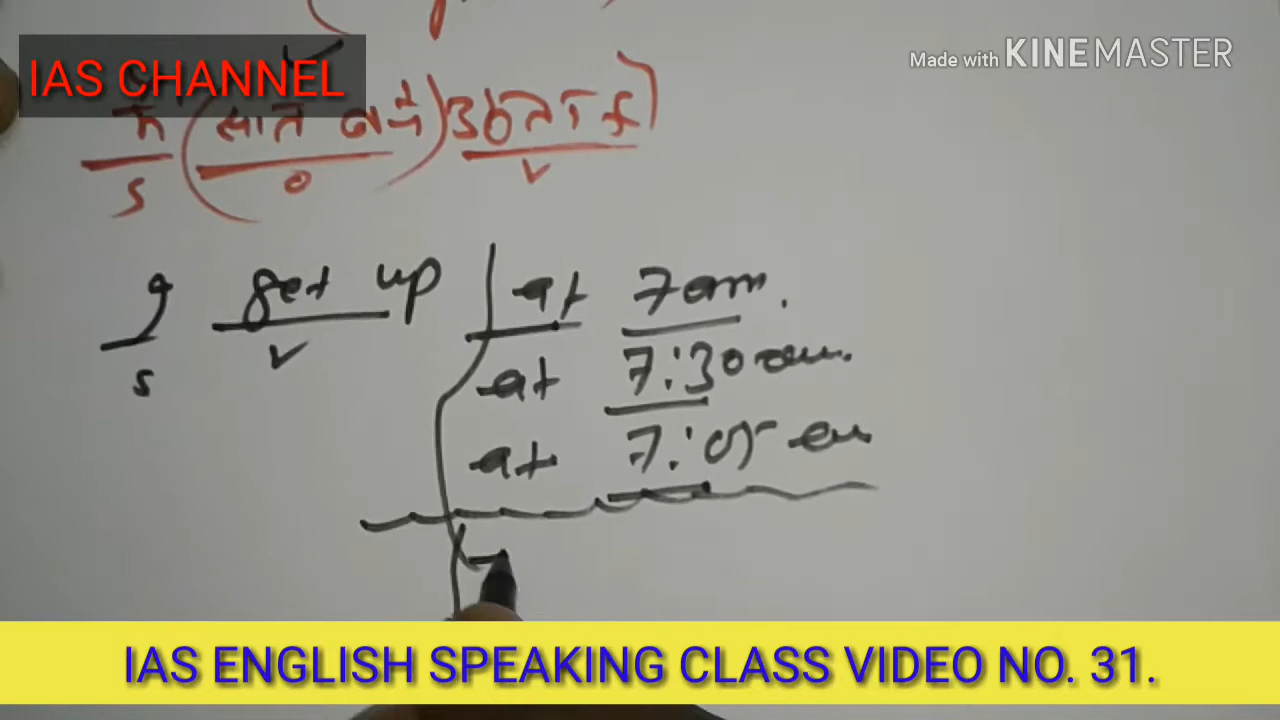 IAS CHANNEL
Made with KINEMASTER
मैं (सात बजे) उठता हूँ
S O V
I get up at 7 am.
S V
at 7:30 am.
at 7:05 am
IAS ENGLISH SPEAKING CLASS VIDEO NO. 31.